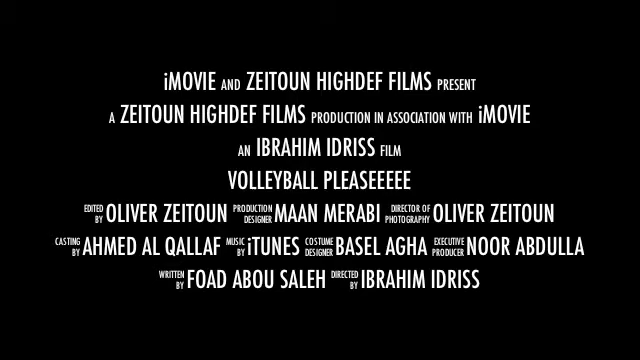 iMOVIE AND ZEITOUN HIGHDEF FILMS PRESENT
A ZEITOUN HIGHDEF FILMS PRODUCTION IN ASSOCIATION WITH iMOVIE
AN IBRAHIM IDRISS FILM
VOLLEYBALL PLEASEEEEE
EDITED BY OLIVER ZEITOUN PRODUCTION DESIGNER MAAN MERABI DIRECTOR OF PHOTOGRAPHY OLIVER ZEITOUN
CASTING BY AHMED AL QALLAF MUSIC BY iTUNES COSTUME DESIGNER BASEL AGHA EXECUTIVE PRODUCER NOOR ABDULLA
WRITTEN BY FOAD ABOU SALEH DIRECTED BY IBRAHIM IDRISS